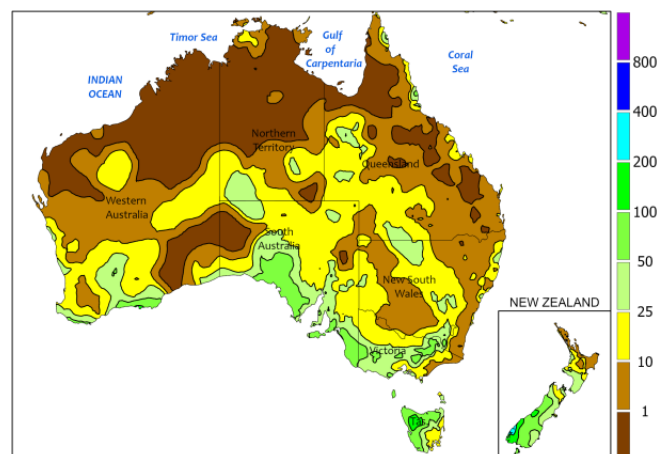 Timor Sea
Gulf
of
Carpentaria
Coral
Sea
INDIAN
OCEAN
Northern
Territory
Queensland
Western
Australia
South
Australia
New South
Wales
Victoria
Tas
NEW ZEALAND
800
400
200
100
50
25
10
1